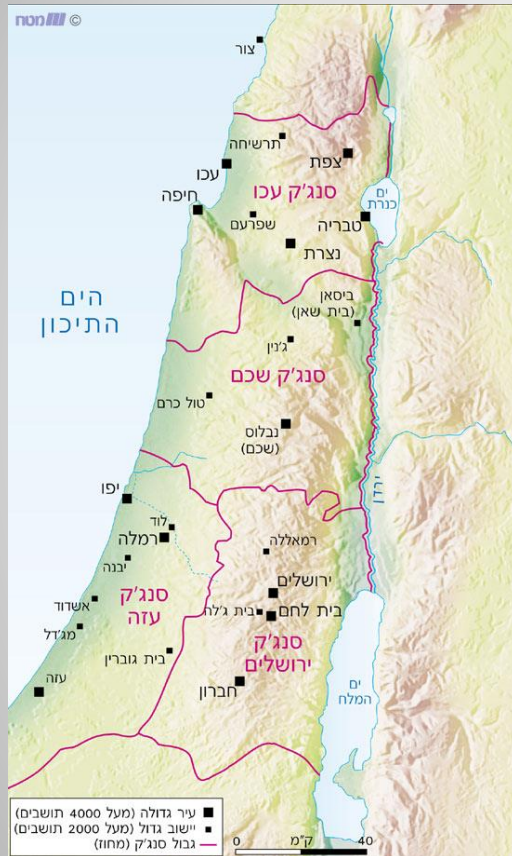 © מטח
צור
תרשיחה
צפת
עכו
סנג'ק עכו
חיפה
ים
כנרת
שפרעם
טבריה
נצרת
הים
התיכון
ביסאן
(בית שאן)
ג'נין
סנג'ק שכם
טול כרם
נבלוס
(שכם)
ירדן
יפו
לוד
רמלה
רמאללה
יבנה
ירושלים
סנג'ק
עזה
אשדוד
בית ג'לה
בית לחם
מג'דל
סנג'ק
ירושלים
בית גוברין
עזה
חברון
ים
המלח
עיר גדולה (מעל 4000 תושבים)
יישוב גדול (מעל 2000 תושבים)
גבול סנג'ק (מחוז)
0 ק"מ 40